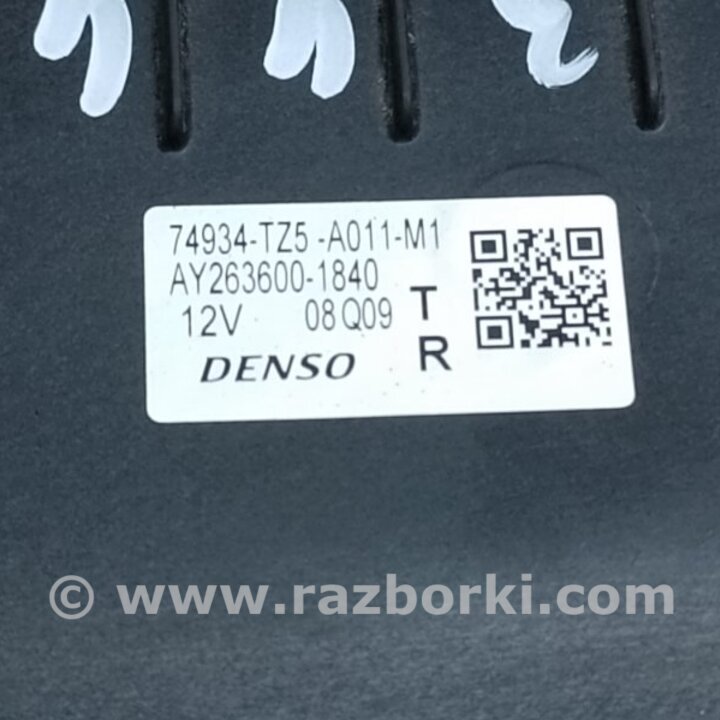 74934-TZ5-A011-M1
AY263600-1840
12V 08Q09
T
R
DENSO
© www.razborki.com